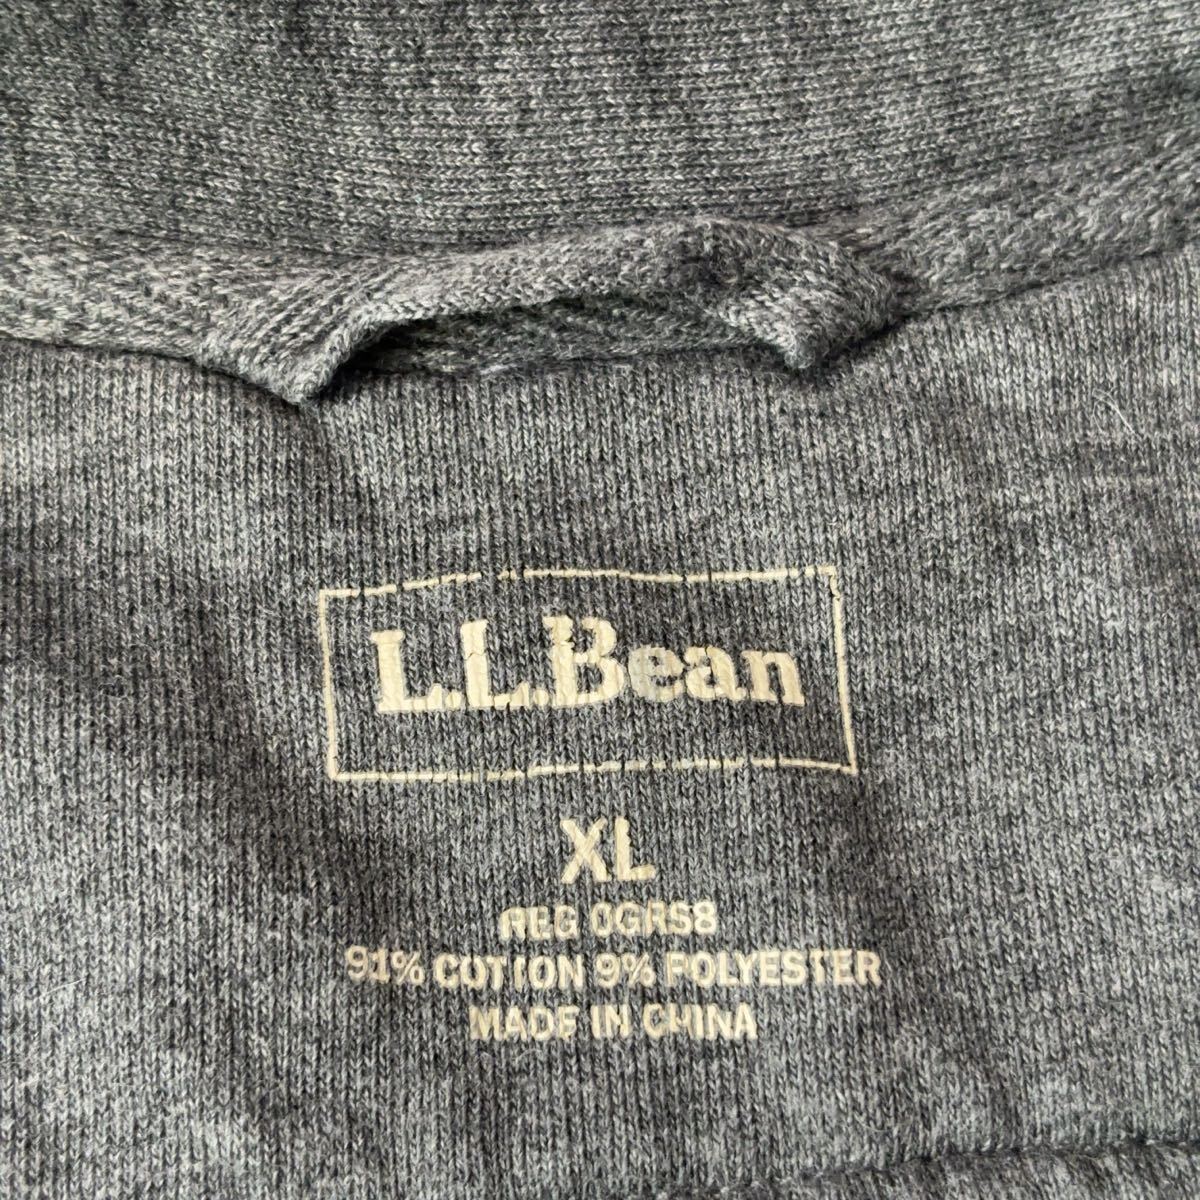 L.L.Bean
XL
REG 0GRS8
91% COTTON 9% POLYESTER
MADE IN CHINA